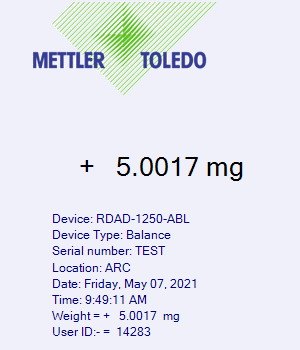 METTLER TOLEDO
+ 5.0017 mg
Device: RDAD-1250-ABL
Device Type: Balance
Serial number: TEST
Location: ARC
Date: Friday, May 07, 2021
Time: 9:49:11 AM
Weight = + 5.0017 mg
User ID:- = 14283